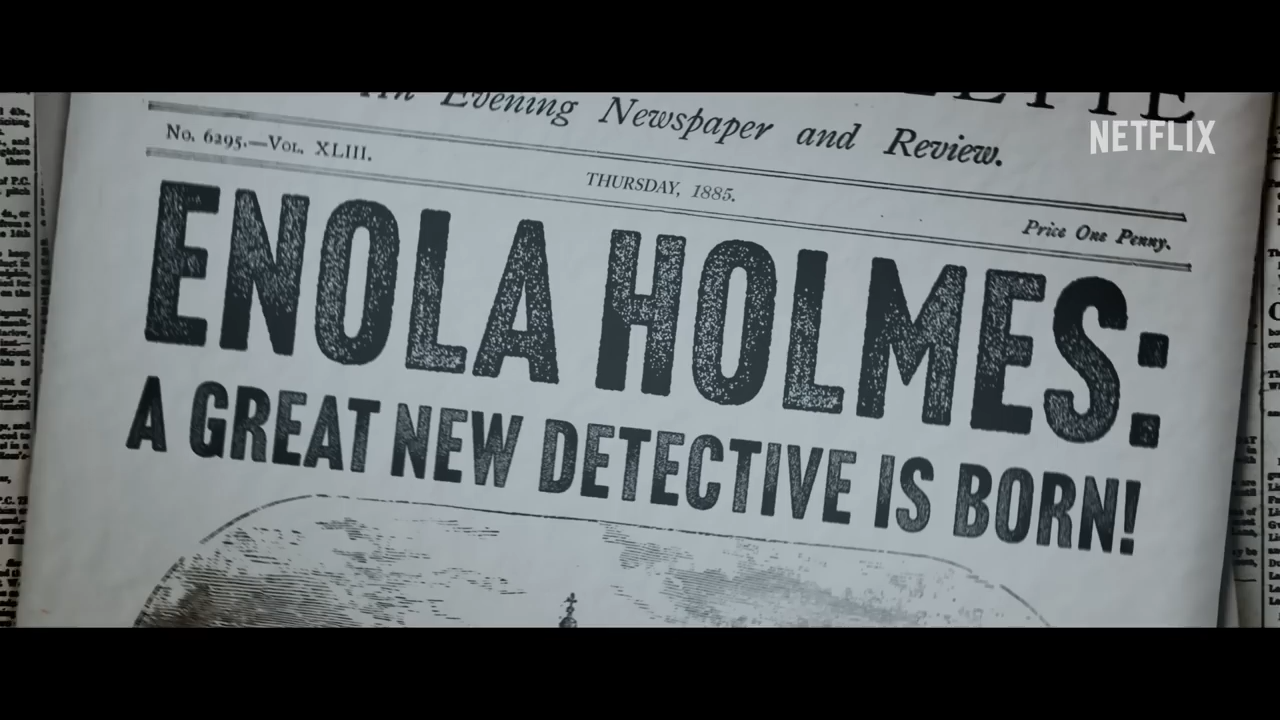 An Evening Newspaper and Review.
NETFLIX
No. 6295.—Vol. XLIII.
THURSDAY, 1885.
Price One Penny.
ENOLA HOLMES:
A GREAT NEW DETECTIVE IS BORN!